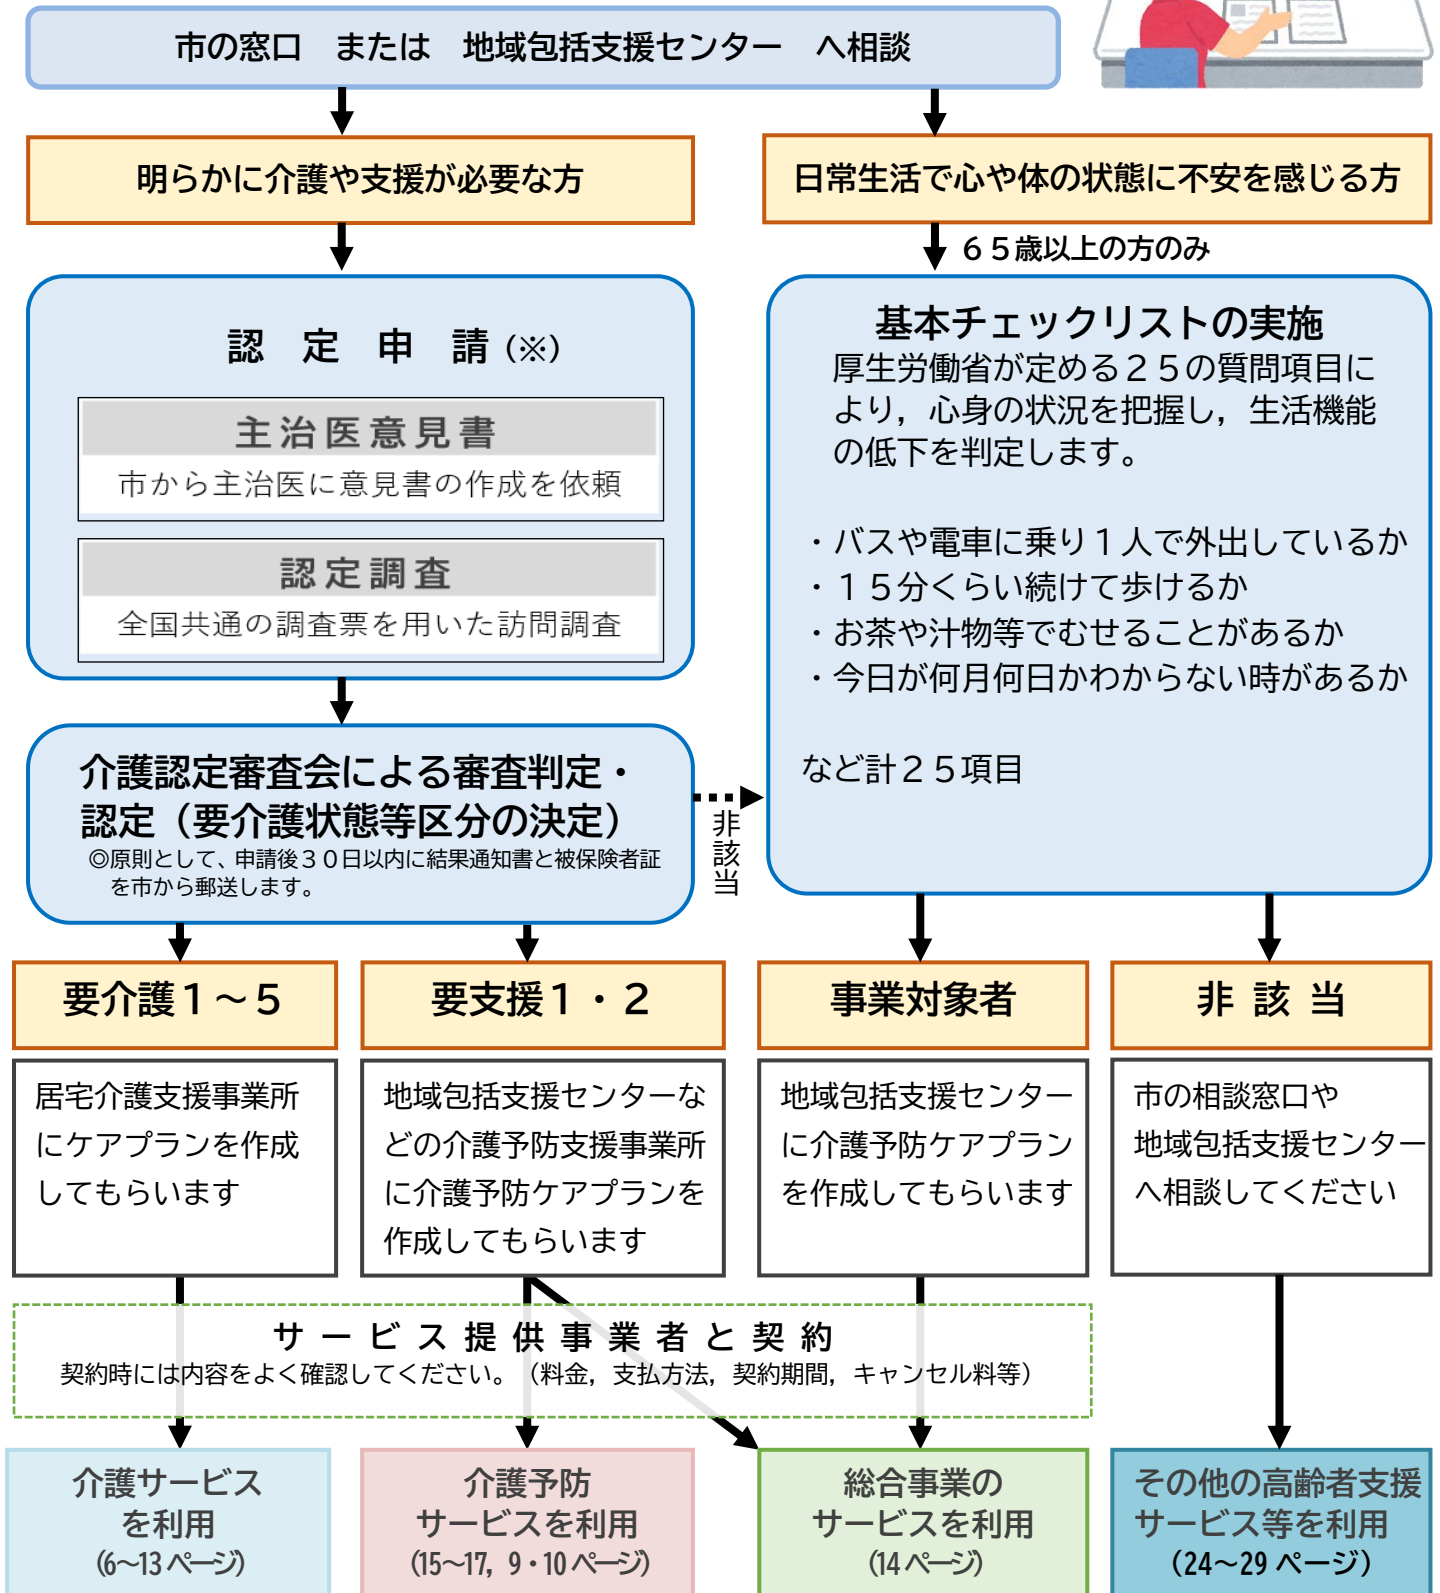 市の窓口　または　地域包括支援センター　へ相談
明らかに介護や支援が必要な方
日常生活で心や体の状態に不安を感じる方
６５歳以上の方のみ
認　定　申　請（※）
主治医意見書
市から主治医に意見書の作成を依頼
認定調査
全国共通の調査票を用いた訪問調査
基本チェックリストの実施
厚生労働省が定める２５の質問項目に
より，心身の状況を把握し，生活機能
の低下を判定します。
・バスや電車に乗り１人で外出しているか
・１５分くらい続けて歩けるか
・お茶や汁物等でむせることがあるか
・今日が何月何日かわからない時があるか
など計２５項目
介護認定審査会による審査判定・
認定（要介護状態等区分の決定）
◎原則として、申請後３０日以内に結果通知書と被保険者証
を市から郵送します。
非該当
要介護１～５
居宅介護支援事業所
にケアプランを作成
してもらいます
要支援１・２
地域包括支援センターな
どの介護予防支援事業所
に介護予防ケアプランを
作成してもらいます
事業対象者
地域包括支援センター
に介護予防ケアプラン
を作成してもらいます
非 該 当
市の相談窓口や
地域包括支援センター
へ相談してください
サ ー ビ ス 提 供 事 業 者 と 契 約
契約時には内容をよく確認してください。（料金，支払方法，契約期間，キャンセル料等）
介護サービス
を利用
（6～13 ページ）
介護予防
サービスを利用
（15～17，9・10 ページ）
総合事業の
サービスを利用
（14 ページ）
その他の高齢者支援
サービス等を利用
（24～29 ページ）